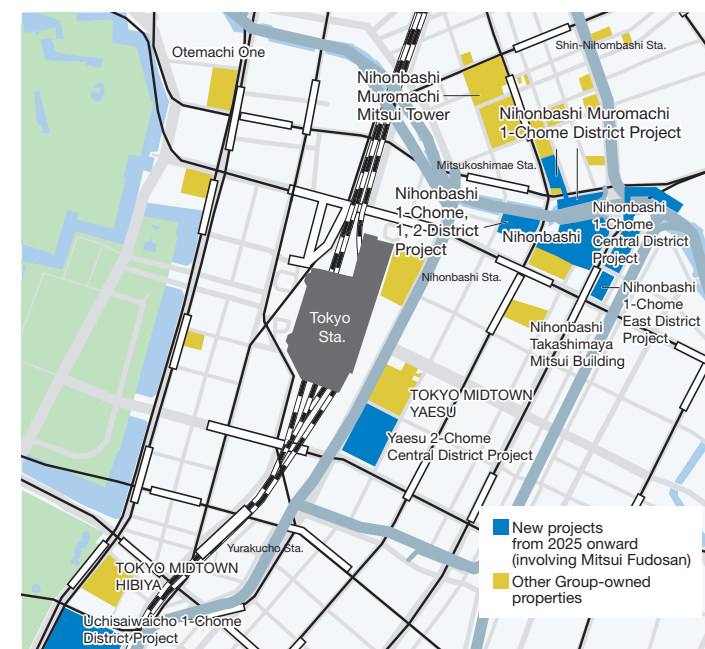 Otemachi One
Shin-Nihombashi Sta.
Nihonbashi
Muromachi
Mitsui Tower
Nihonbashi Muromachi
1-Chome District Project
Mitsukoshimae Sta.
Nihonbashi
1-Chome,
1, 2-District
Project
Nihonbashi
Nihonbashi
1-Chome
Central District
Project
Nihonbashi Sta.
Nihonbashi
1-Chome
East District
Project
Tokyo
Sta.
Nihonbashi
Takashimaya
Mitsui Building
TOKYO MIDTOWN
YAESU
Yaesu 2-Chome
Central District Project
Yurakucho Sta.
TOKYO MIDTOWN
HIBIYA
Uchisaiwaicho 1-Chome
District Project
New projects
from 2025 onward
(involving Mitsui Fudosan)
Other Group-owned
properties